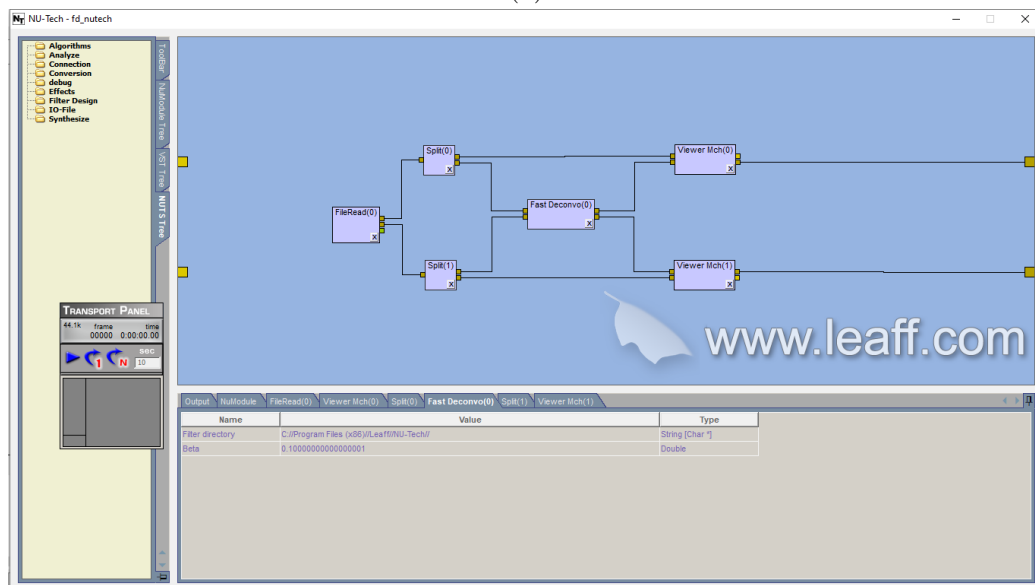 NU-Tech - fd_nutech
Algorithms
Analyze
Connection
Conversion
debug
Effects
Filter Design
IO-File
Synthesize
ToolBar
NuModule Tree
VST Tree
NUTS Tree
Split(0)
X
Viewer Mch(0)
X
FileRead(0)
X
Fast Deconvo(0)
X
Split(1)
X
Viewer Mch(1)
X
www.leaff.com
TRANSPORT PANEL
44.1k frame time
00000 0:00:00.00
sec
1 N 10
Output NuModule FileRead(0) Viewer Mch(0) Split(0) Fast Deconvo(0) Split(1) Viewer Mch(1)
Name Value Type
Filter directory C://Program Files (x86)//Leaff//NU-Tech// String [Char *]
Beta 0.10000000000000001 Double